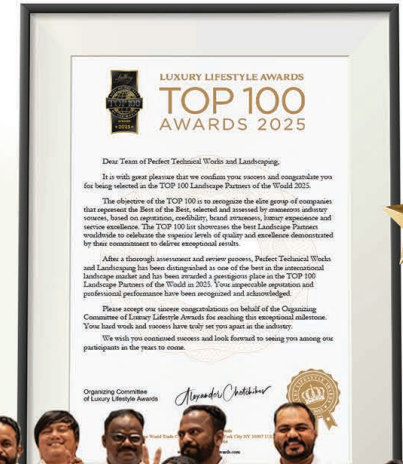 LUXURY LIFESTYLE AWARDS
TOP 100
AWARDS 2025
TOP 100
•2025•
Dear Team of Perfect Technical Works and Landscaping,
It is with great pleasure that we confirm your success and congratulate you
for being selected in the TOP 100 Landscape Partners of the World 2025.
The objective of the TOP 100 is to recognize the elite group of companies
that represent the Best of the Best, selected and assessed by numerous industry
sources, based on reputation, credibility, brand awareness, luxury experience and
service excellence. The TOP 100 list showcases the best Landscape Partners
worldwide to celebrate the superior levels of quality and excellence demonstrated
by their commitment to deliver exceptional results.
After a thorough assessment and review process, Perfect Technical Works
and Landscaping has been distinguished as one of the best in the international
landscape market and has been awarded a prestigious place in the TOP 100
Landscape Partners of the World in 2025. Your impeccable reputation and
professional performance have been recognized and acknowledged.
Please accept our sincere congratulations on behalf of the Organizing
Committee of Luxury Lifestyle Awards for reaching this exceptional milestone.
Your hard work and success have truly set you apart in the industry.
We wish you continued success and look forward to seeing you among our
participants in the years to come.
Organizing Committee
of Luxury Lifestyle Awards
Alexander Chetchikov
World Trade
York City NY 10007